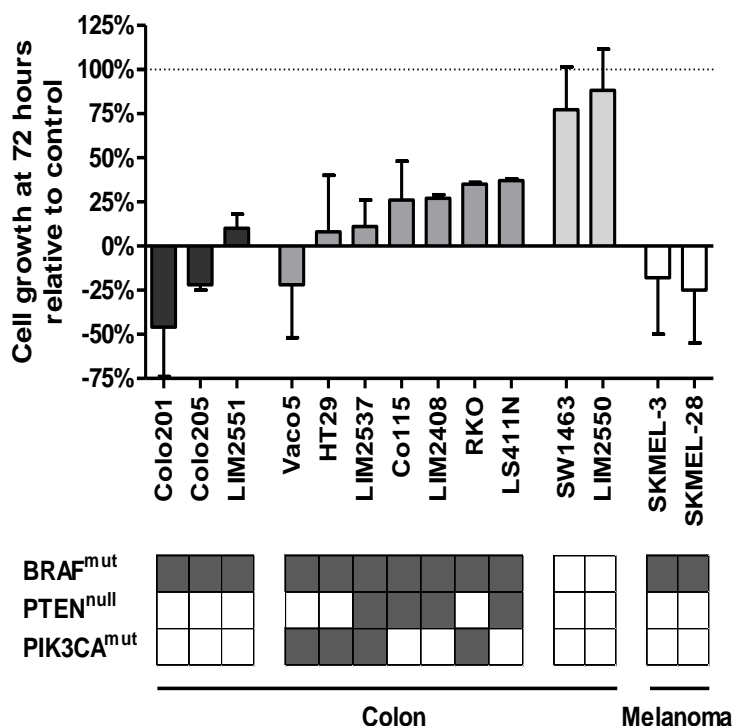 Cell growth at 72 hours
relative to control
125%
100%
75%
50%
25%
0%
-25%
-50%
-75%
Colo201
Colo205
LIM2551
Vaco5
HT29
LIM2537
Co115
LIM2408
RKO
LS411N
SW1463
LIM2550
SKMEL-3
SKMEL-28
BRAFmut
PTENnull
PIK3CAmut
Colon
Melanoma